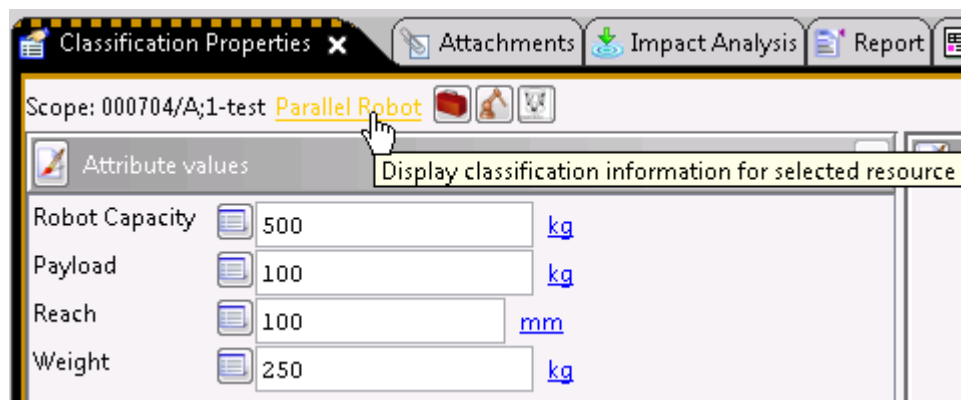 Classification Properties Attachments Impact Analysis Report
Scope: 000704/A;1-test Parallel Robot
Attribute values
Display classification information for selected resource
Robot Capacity 500 kg
Payload 100 kg
Reach 100 mm
Weight 250 kg